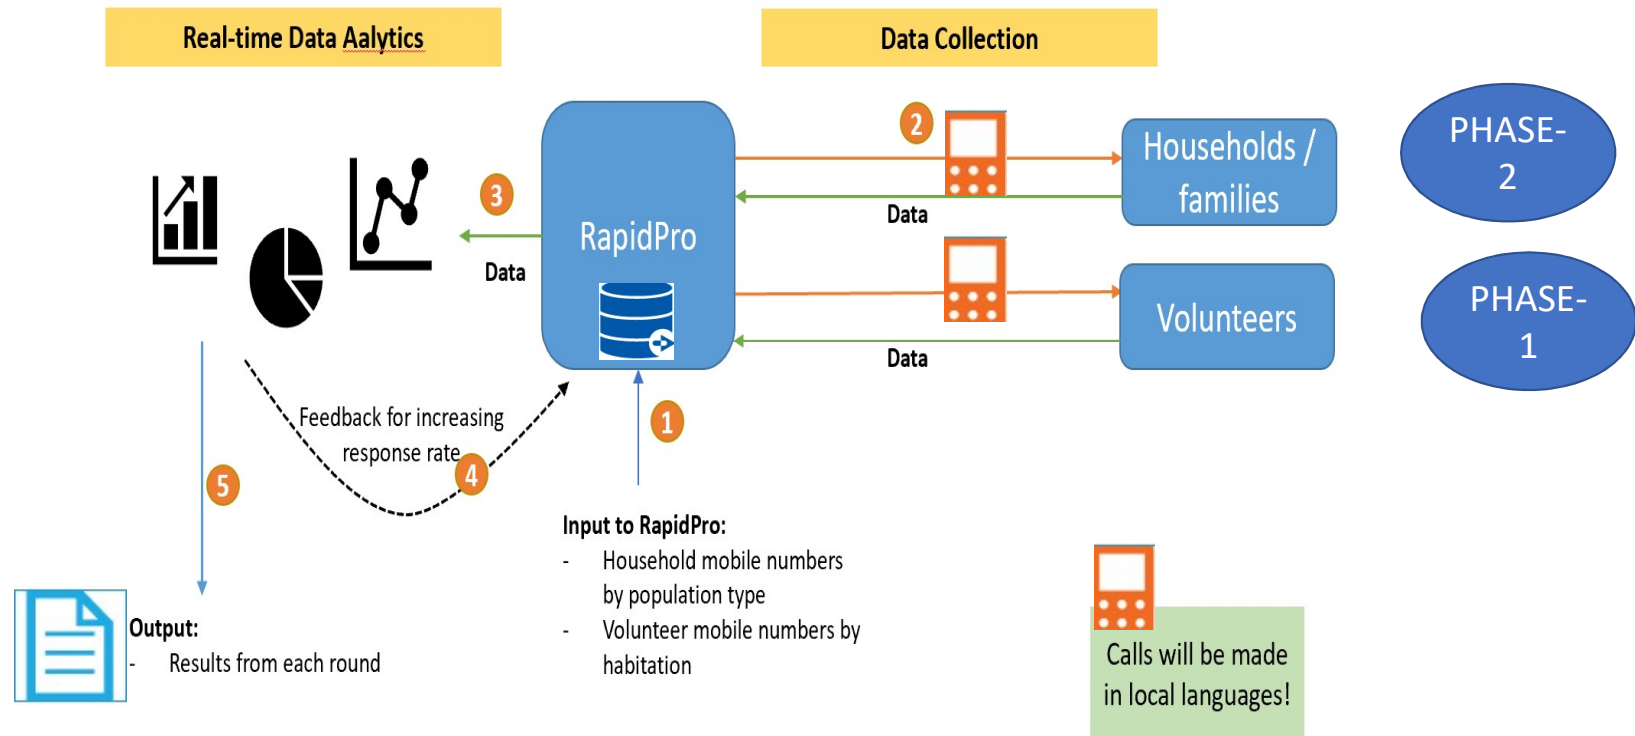 Real-time Data Aalytics
Data Collection
2
Households /
families
PHASE-
2
3
Data
RapidPro
Data
Volunteers
PHASE-
1
Data
Feedback for increasing
response rate
4
1
5
Input to RapidPro:
- Household mobile numbers
by population type
- Volunteer mobile numbers by
habitation
Output:
- Results from each round
Calls will be made
in local languages!